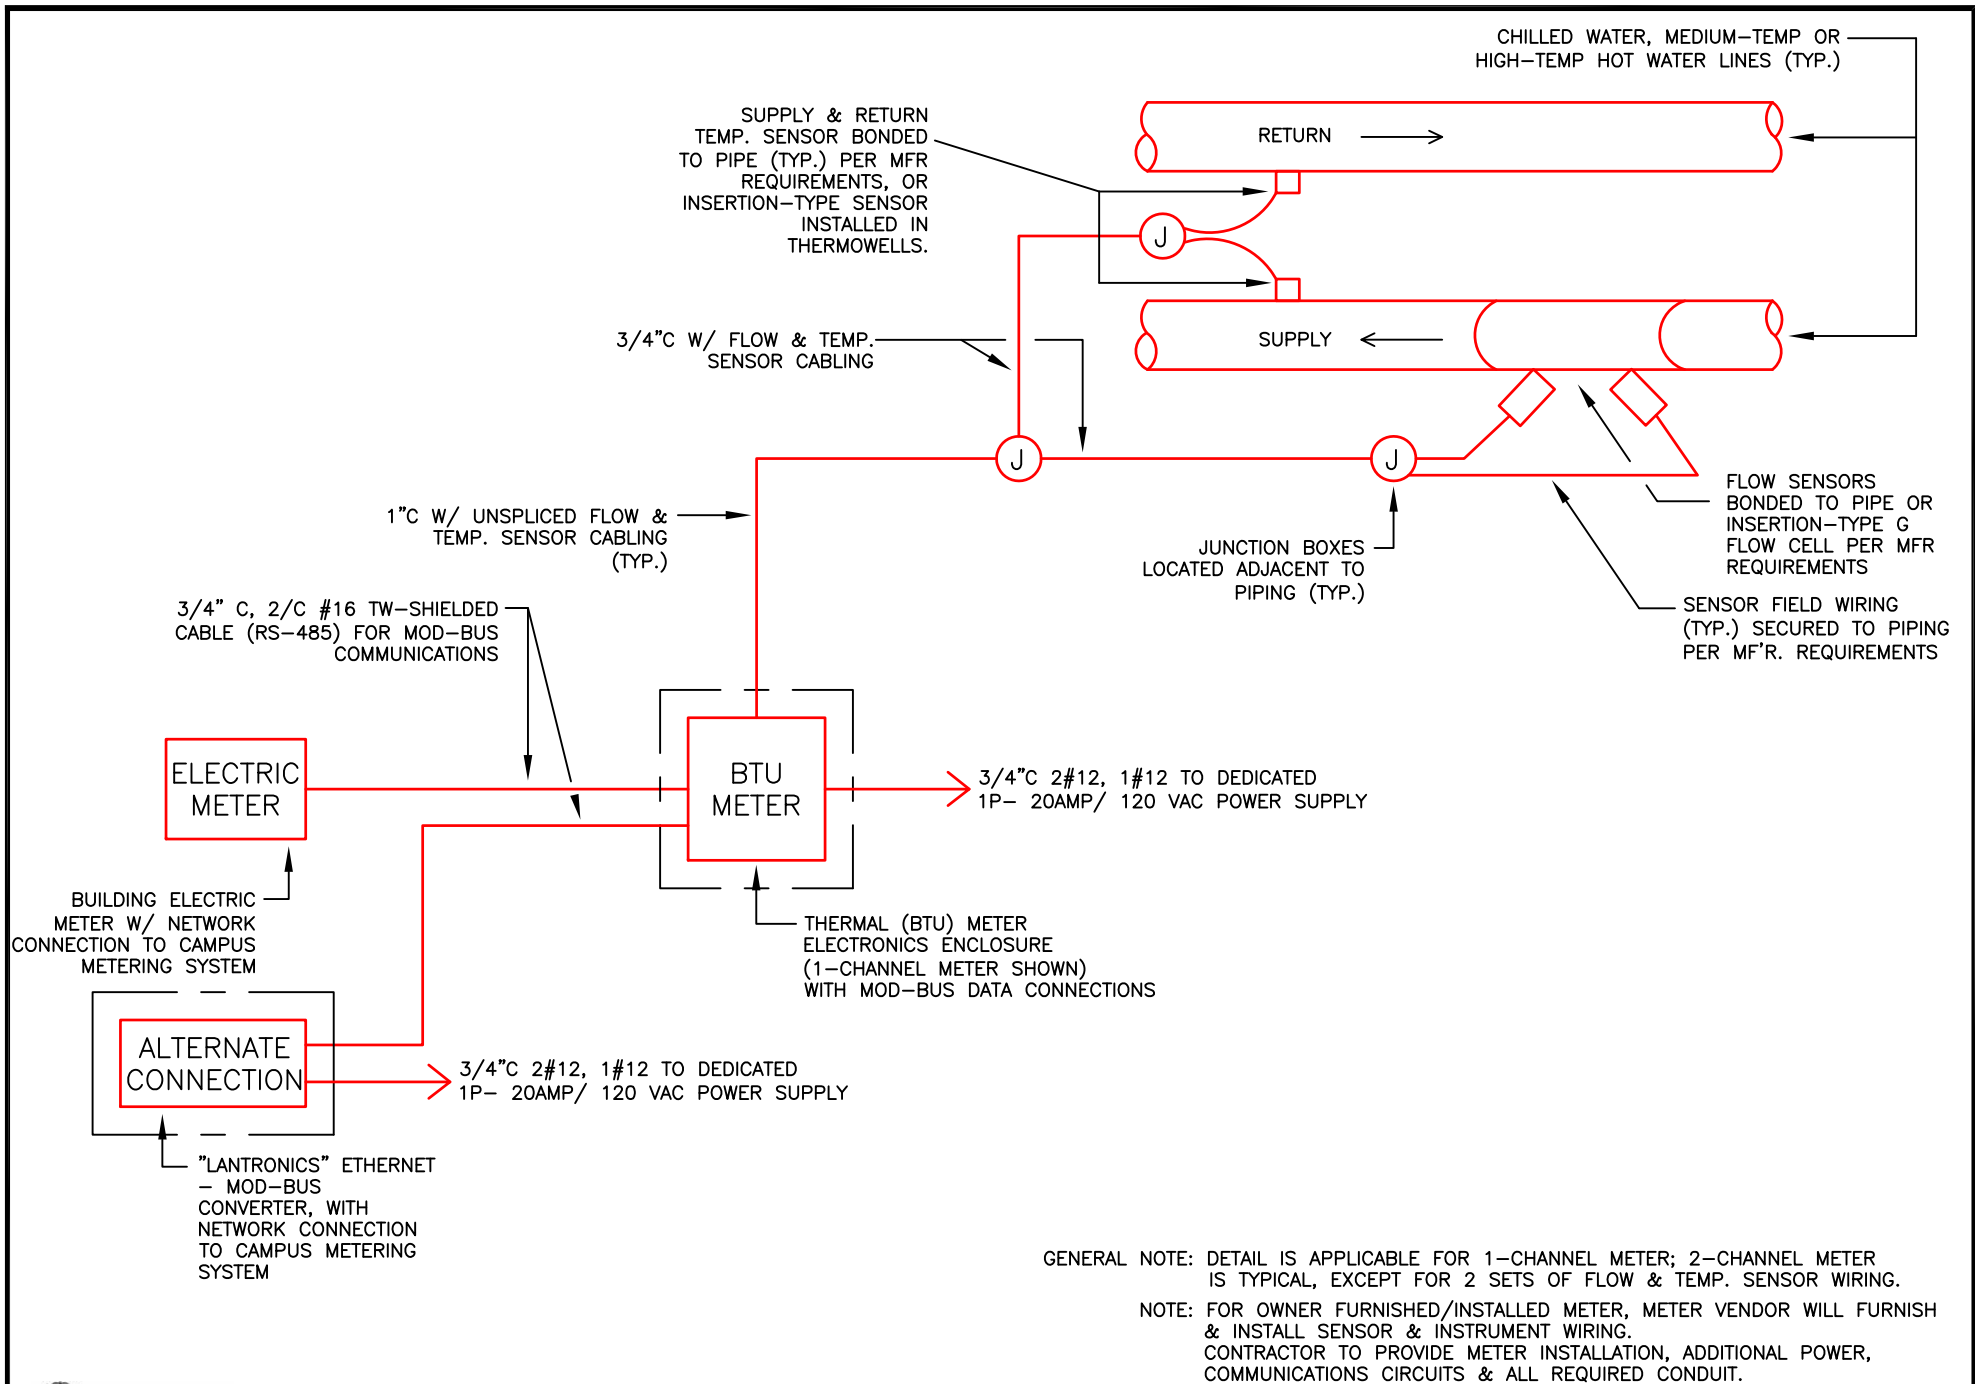 CHILLED WATER, MEDIUM-TEMP OR
HIGH-TEMP HOT WATER LINES (TYP.)
SUPPLY & RETURN
TEMP. SENSOR BONDED
TO PIPE (TYP.) PER MFR
REQUIREMENTS, OR
INSERTION-TYPE SENSOR
INSTALLED IN
THERMOWELLS.
RETURN
J
SUPPLY
3/4"C W/ FLOW & TEMP.
SENSOR CABLING
J
J
1"C W/ UNSPLICED FLOW &
TEMP. SENSOR CABLING
(TYP.)
JUNCTION BOXES
LOCATED ADJACENT TO
PIPING (TYP.)
FLOW SENSORS
BONDED TO PIPE OR
INSERTION-TYPE G
FLOW CELL PER MFR
REQUIREMENTS
SENSOR FIELD WIRING
(TYP.) SECURED TO PIPING
PER MF'R. REQUIREMENTS
3/4" C, 2/C #16 TW-SHIELDED
CABLE (RS-485) FOR MOD-BUS
COMMUNICATIONS
ELECTRIC
METER
BTU
METER
3/4"C 2#12, 1#12 TO DEDICATED
1P- 20AMP/ 120 VAC POWER SUPPLY
BUILDING ELECTRIC
METER W/ NETWORK
CONNECTION TO CAMPUS
METERING SYSTEM
THERMAL (BTU) METER
ELECTRONICS ENCLOSURE
(1-CHANNEL METER SHOWN)
WITH MOD-BUS DATA CONNECTIONS
ALTERNATE
CONNECTION
3/4"C 2#12, 1#12 TO DEDICATED
1P- 20AMP/ 120 VAC POWER SUPPLY
"LANTRONICS" ETHERNET
- MOD-BUS
CONVERTER, WITH
NETWORK CONNECTION
TO CAMPUS METERING
SYSTEM
GENERAL NOTE: DETAIL IS APPLICABLE FOR 1-CHANNEL METER; 2-CHANNEL METER
IS TYPICAL, EXCEPT FOR 2 SETS OF FLOW & TEMP. SENSOR WIRING.
NOTE: FOR OWNER FURNISHED/INSTALLED METER, METER VENDOR WILL FURNISH
& INSTALL SENSOR & INSTRUMENT WIRING.
CONTRACTOR TO PROVIDE METER INSTALLATION, ADDITIONAL POWER,
COMMUNICATIONS CIRCUITS & ALL REQUIRED CONDUIT.